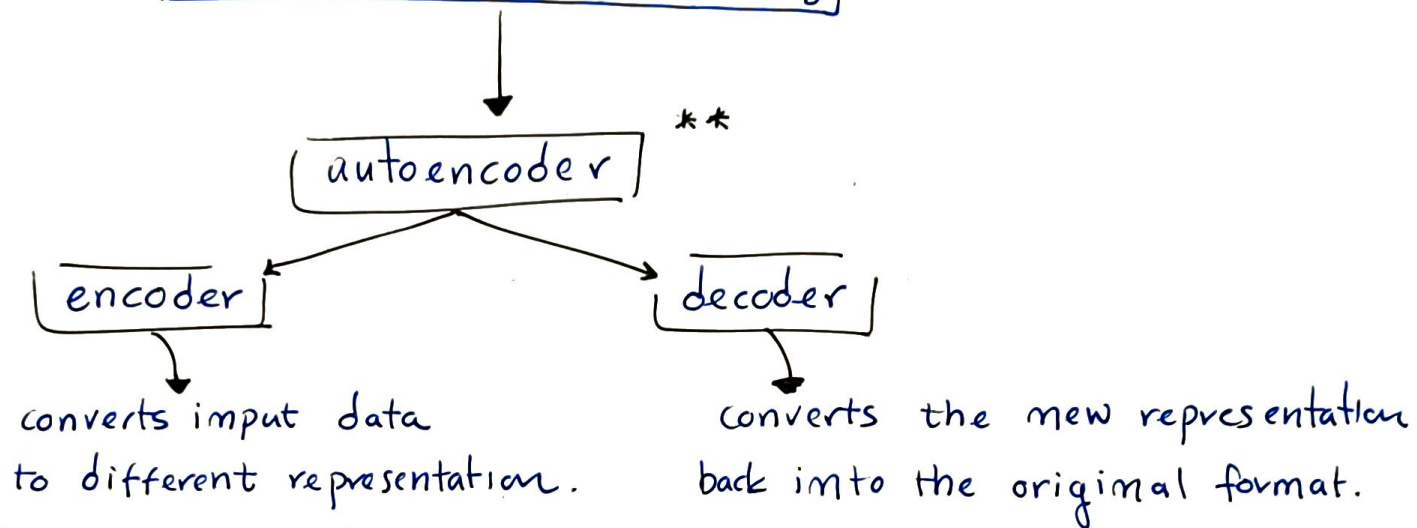 **
autoencoder
encoder
decoder
converts input data
to different representation.
converts the new representation
back into the original format.